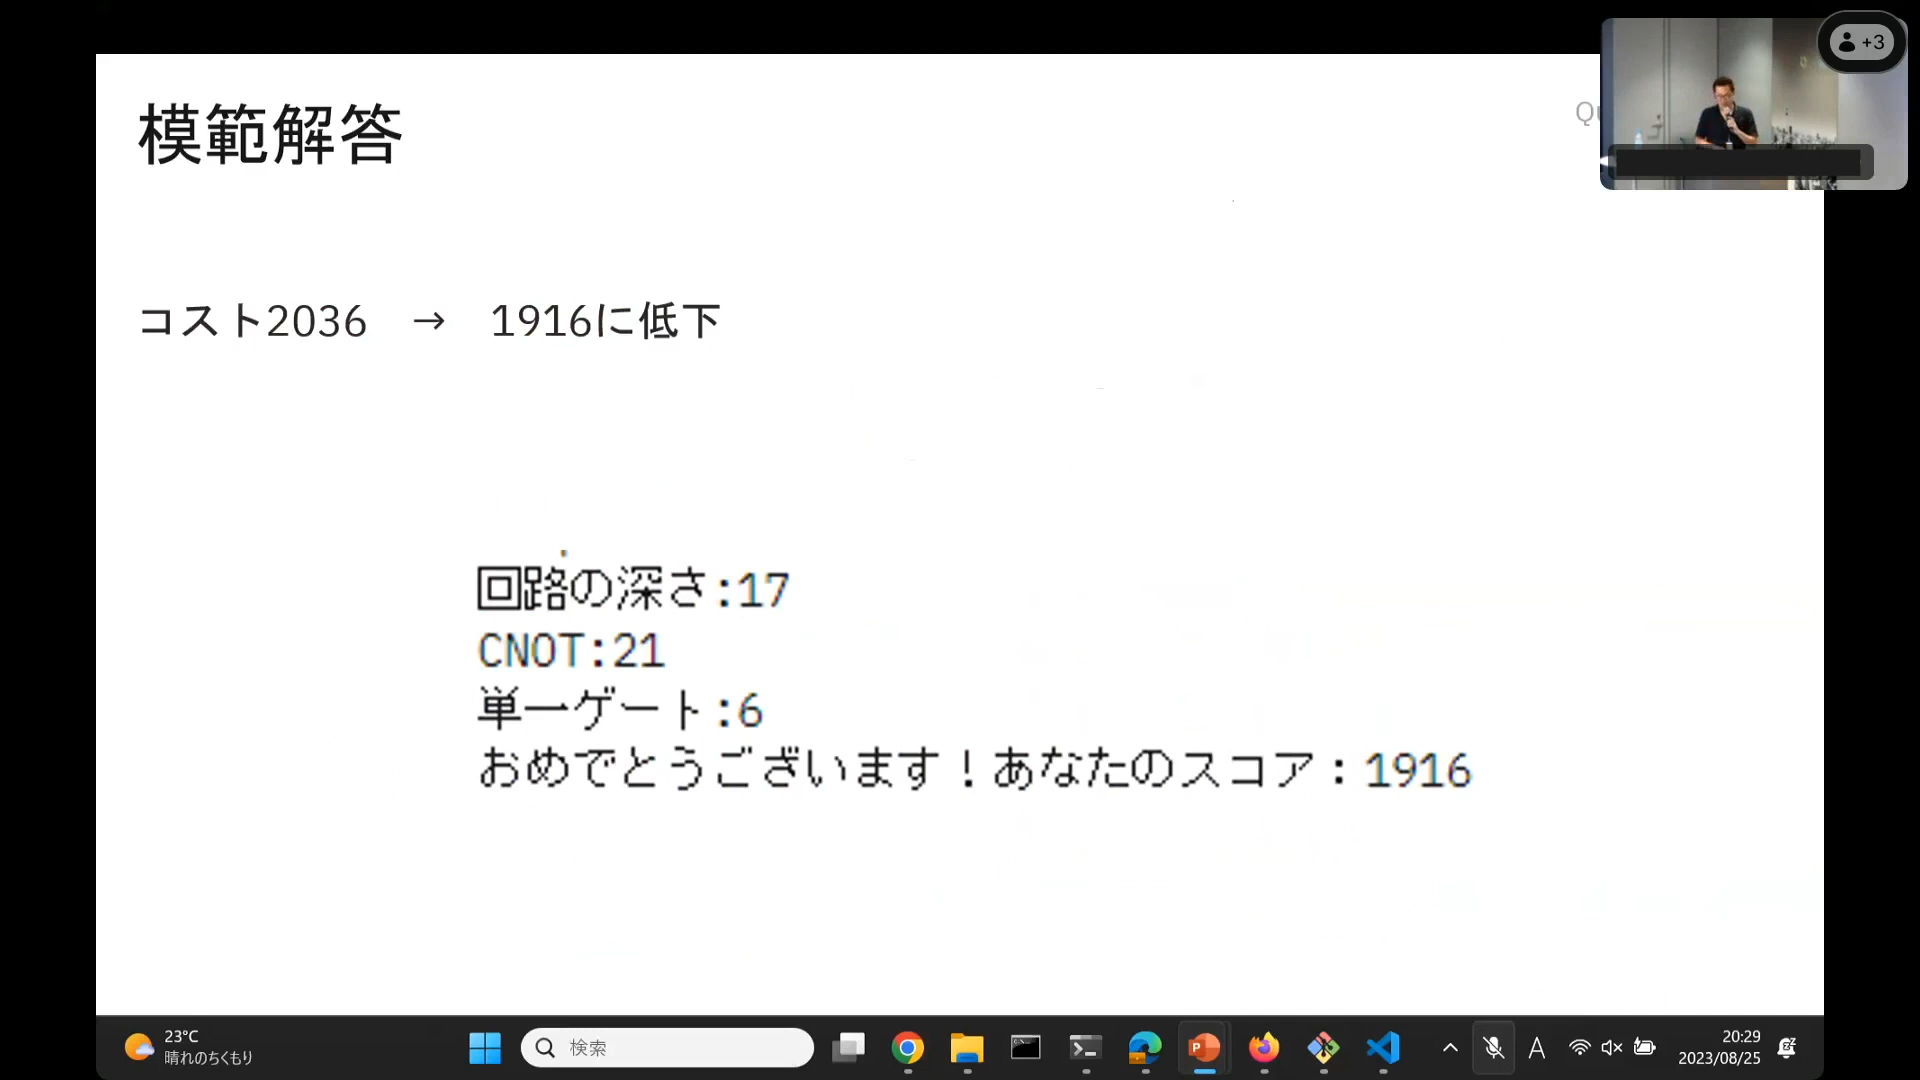 模範解答
+3
コスト2036 → 1916に低下
回路の深さ:17
CNOT:21
単一ゲート:6
おめでとうございます！あなたのスコア：1916
23°C
晴れのちくもり
検索
A
20:29
2023/08/25